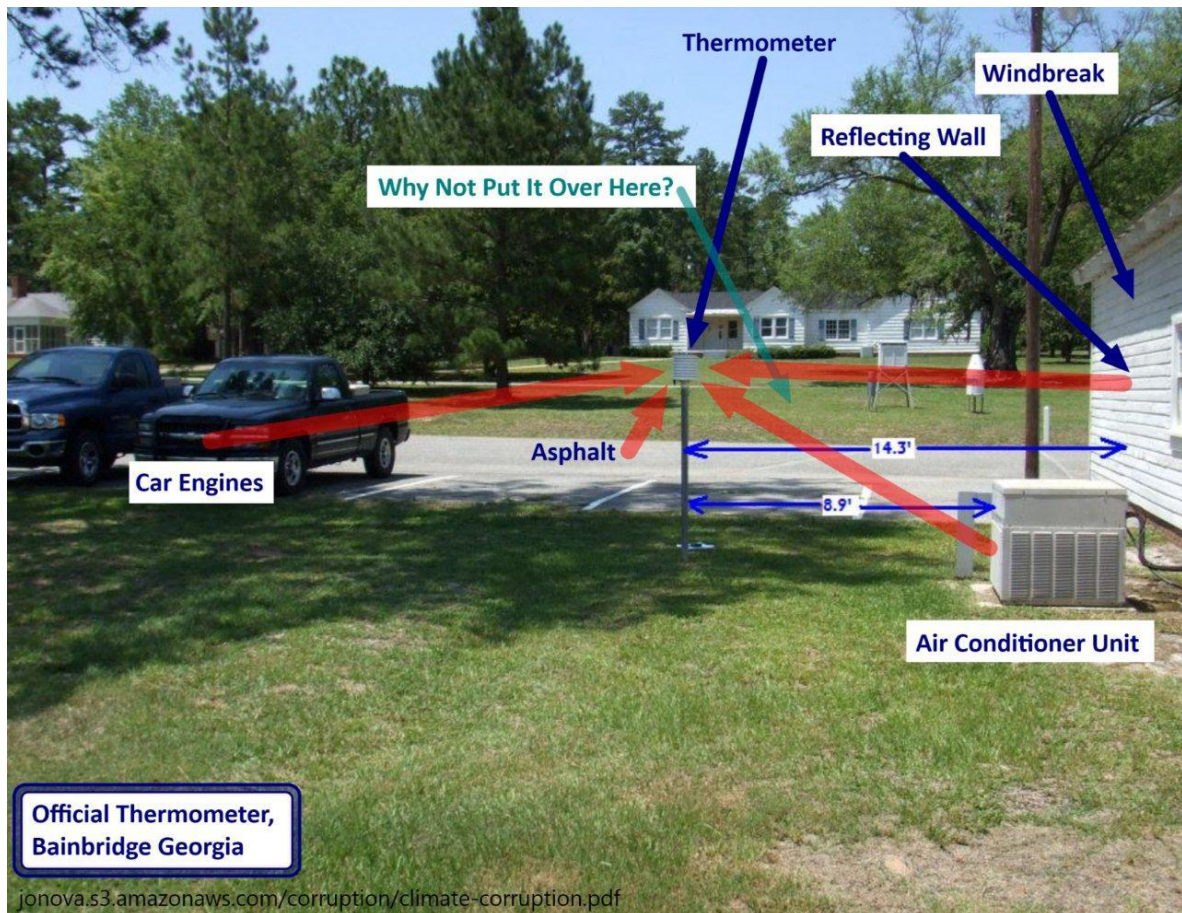 Thermometer
Windbreak
Reflecting Wall
Why Not Put It Over Here?
Asphalt
14.3'
Car Engines
8.9'
Air Conditioner Unit
Official Thermometer,
Bainbridge Georgia
jonova.s3.amazonaws.com/corruption/climate-corruption.pdf